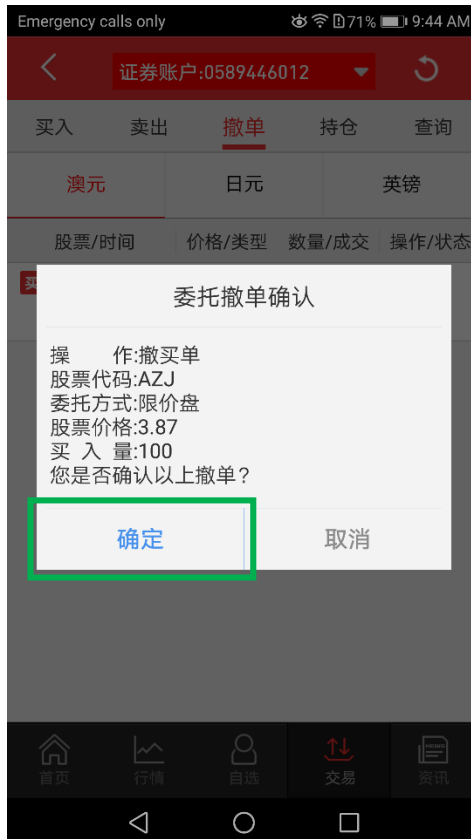 Emergency calls only 71% 9:44 AM
证券账户:0589446012
买入 卖出 撤单 持仓 查询
澳元 日元 英镑
股票/时间 价格/类型 数量/成交 操作/状态
买
委托撤单确认
操 作:撤买单
股票代码:AZJ
委托方式:限价盘
股票价格:3.87
买 入 量:100
您是否确认以上撤单?
确定 取消
首页 行情 自选 交易 资讯